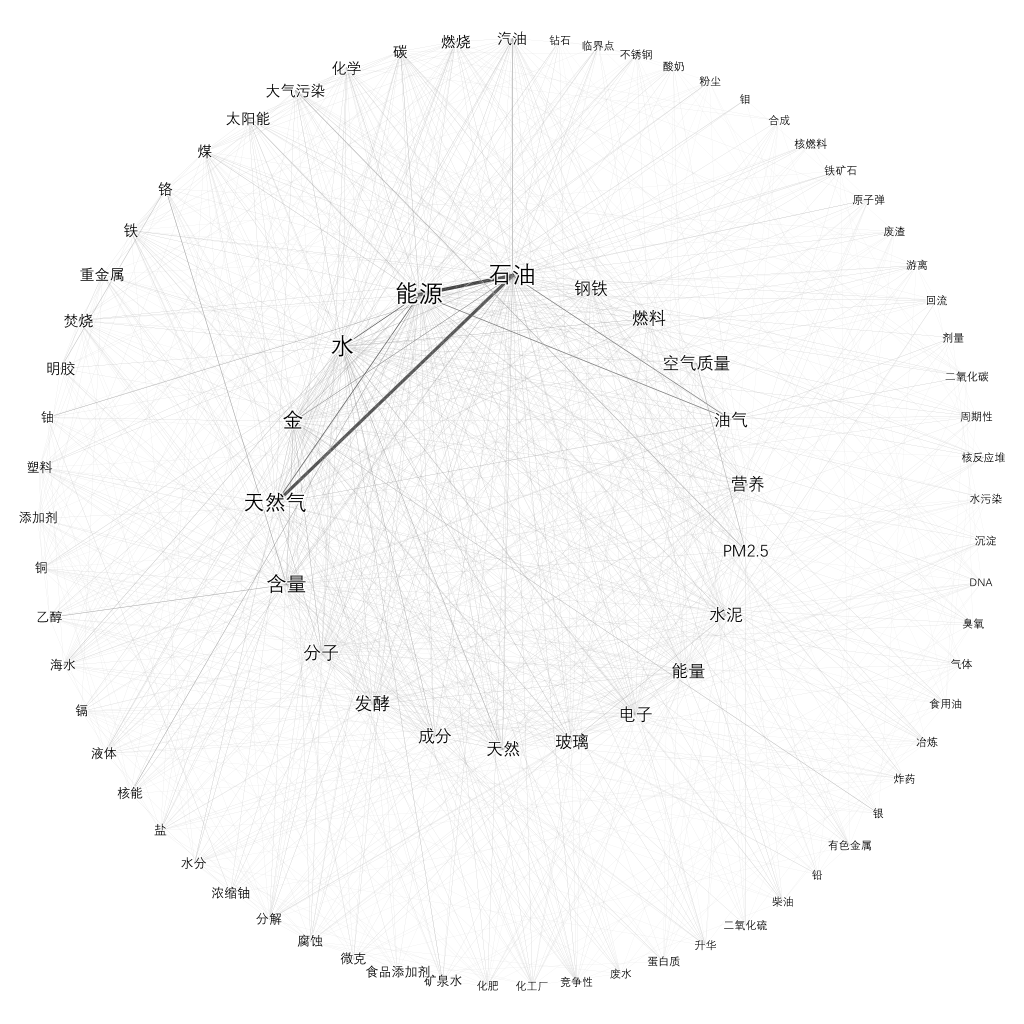 汽油
钻石
临界点
不锈钢
酸奶
粉尘
钼
合成
核燃料
铁矿石
原子弹
废渣
游离
回流
剂量
二氧化碳
周期性
核反应堆
水污染
沉淀
DNA
臭氧
气体
食用油
冶炼
炸药
银
有色金属
铅
柴油
二氧化硫
升华
蛋白质
废水
竞争性
化工厂
化肥
矿泉水
食品添加剂
微克
腐蚀
分解
浓缩铀
水分
盐
核能
液体
镉
海水
乙醇
铜
添加剂
塑料
铀
明胶
焚烧
重金属
铁
铬
煤
太阳能
大气污染
化学
碳
燃烧
石油
钢铁
燃料
空气质量
油气
营养
PM2.5
水泥
能量
电子
玻璃
天然
成分
发酵
分子
含量
天然气
金
水
能源